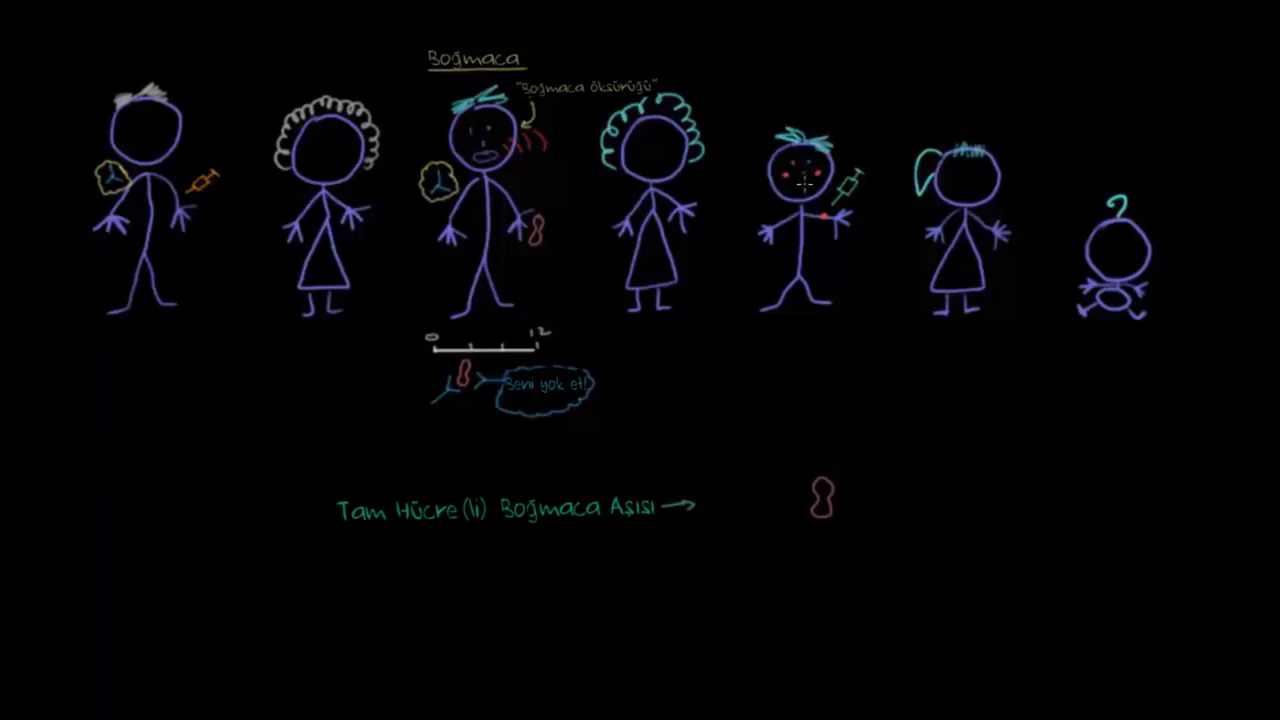 Boğmaca
"Boğmaca Öksürüğü"
0 12
Beni yok et!
Tam Hücre(li) Boğmaca Aşısı →